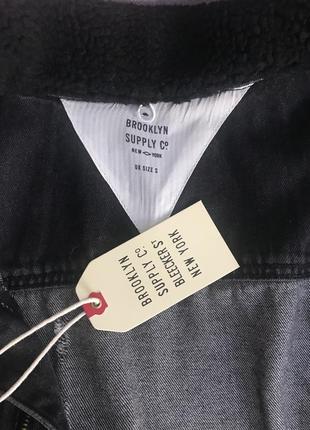 BROOKLYN
SUPPLY Co
NEW YORK
UK SIZE S
BROOKLYN
SUPPLY Co.
BLEECKER ST.
NEW YORK